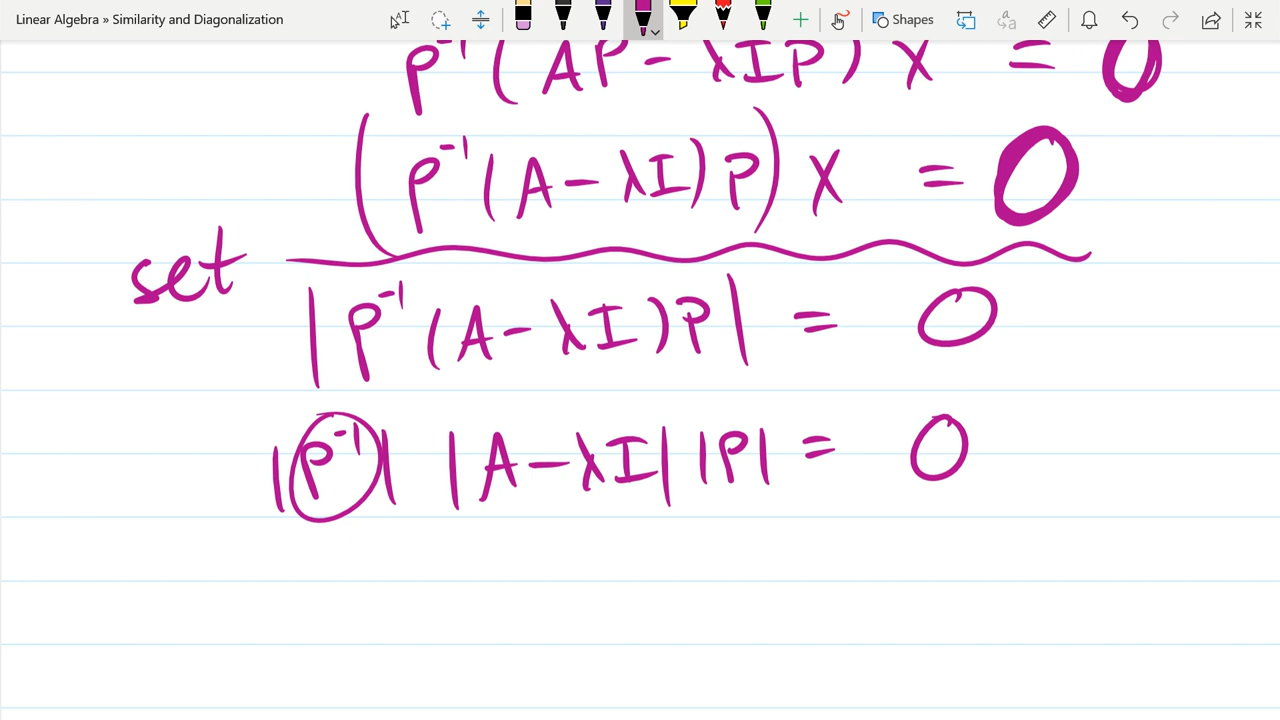 Linear Algebra » Similarity and Diagonalization
Shapes
P⁻¹(AP - λIP) X = 0
(P⁻¹(A - λI)P) X = 0
set
|P⁻¹(A - λI)P| = 0
|P⁻¹| |A - λI| |P| = 0